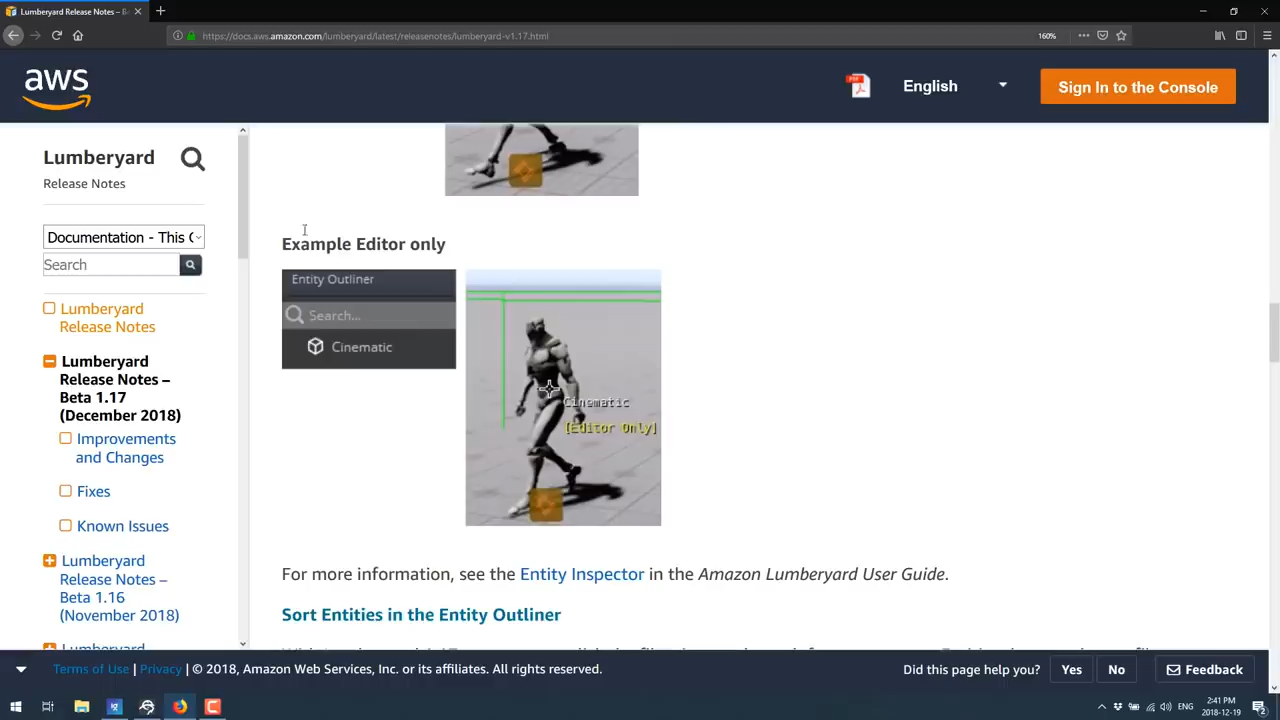 Lumberyard Release Notes – B
https://docs.aws.amazon.com/lumberyard/latest/releasenotes/lumberyard-v1.17.html
160%
aws
PDF
English
Sign In to the Console
Lumberyard
Release Notes
Documentation - This G
Search
Lumberyard
Release Notes
Lumberyard
Release Notes –
Beta 1.17
(December 2018)
Improvements
and Changes
Fixes
Known Issues
Lumberyard
Release Notes –
Beta 1.16
(November 2018)
Lumberyard
Example Editor only
Entity Outliner
Search...
Cinematic
Cinematic
[Editor Only]
For more information, see the Entity Inspector in the Amazon Lumberyard User Guide.
Sort Entities in the Entity Outliner
Terms of Use | Privacy | © 2018, Amazon Web Services, Inc. or its affiliates. All rights reserved.
Did this page help you?
Yes
No
Feedback
ENG
2:41 PM
2018-12-19